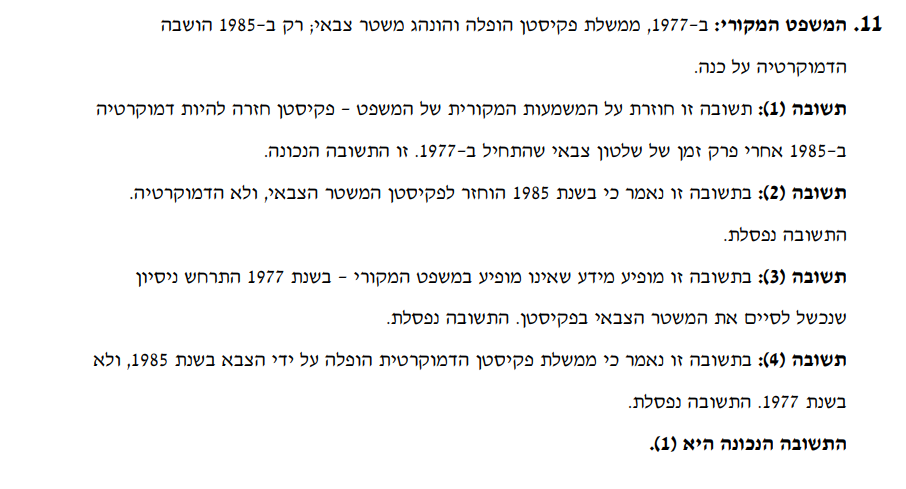 11. המשפט המקורי: ב-1977, ממשלת פקיסטן הופלה והונהג משטר צבאי; רק ב-1985 הושבה
הדמוקרטיה על כנה.
תשובה (1): תשובה זו חוזרת על המשמעות המקורית של המשפט - פקיסטן חזרה להיות דמוקרטיה
ב-1985 אחרי פרק זמן של שלטון צבאי שהתחיל ב-1977. זו התשובה הנכונה.
תשובה (2): בתשובה זו נאמר כי בשנת 1985 הוחזר לפקיסטן המשטר הצבאי, ולא הדמוקרטיה.
התשובה נפסלת.
תשובה (3): בתשובה זו מופיע מידע שאינו מופיע במשפט המקורי - בשנת 1977 התרחש ניסיון
שנכשל לסיים את המשטר הצבאי בפקיסטן. התשובה נפסלת.
תשובה (4): בתשובה זו נאמר כי ממשלת פקיסטן הדמוקרטית הופלה על ידי הצבא בשנת 1985, ולא
בשנת 1977. התשובה נפסלת.
התשובה הנכונה היא (1).